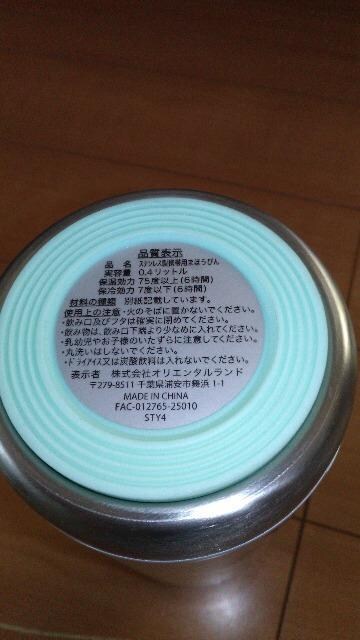 品質表示
品 名 ステンレス製携帯用まほうびん
実容量 0.4リットル
保温効力 75度以上(6時間)
保冷効力 7度以下(6時間)
材料の種類 別紙記載しています。
使用上の注意・火のそばに置かないでください。
・飲み口及びフタは確実に閉めてください。
・飲み物は、飲み口下端より少なめに入れてください。
・乳幼児やお子様のいたずらに注意してください。
・丸洗いはしないでください。
・ドライアイス又は炭酸飲料は入れないでください。
表示者 株式会社オリエンタルランド
〒279-8511 千葉県浦安市舞浜 1-1
MADE IN CHINA
FAC-012765-25010
STY4